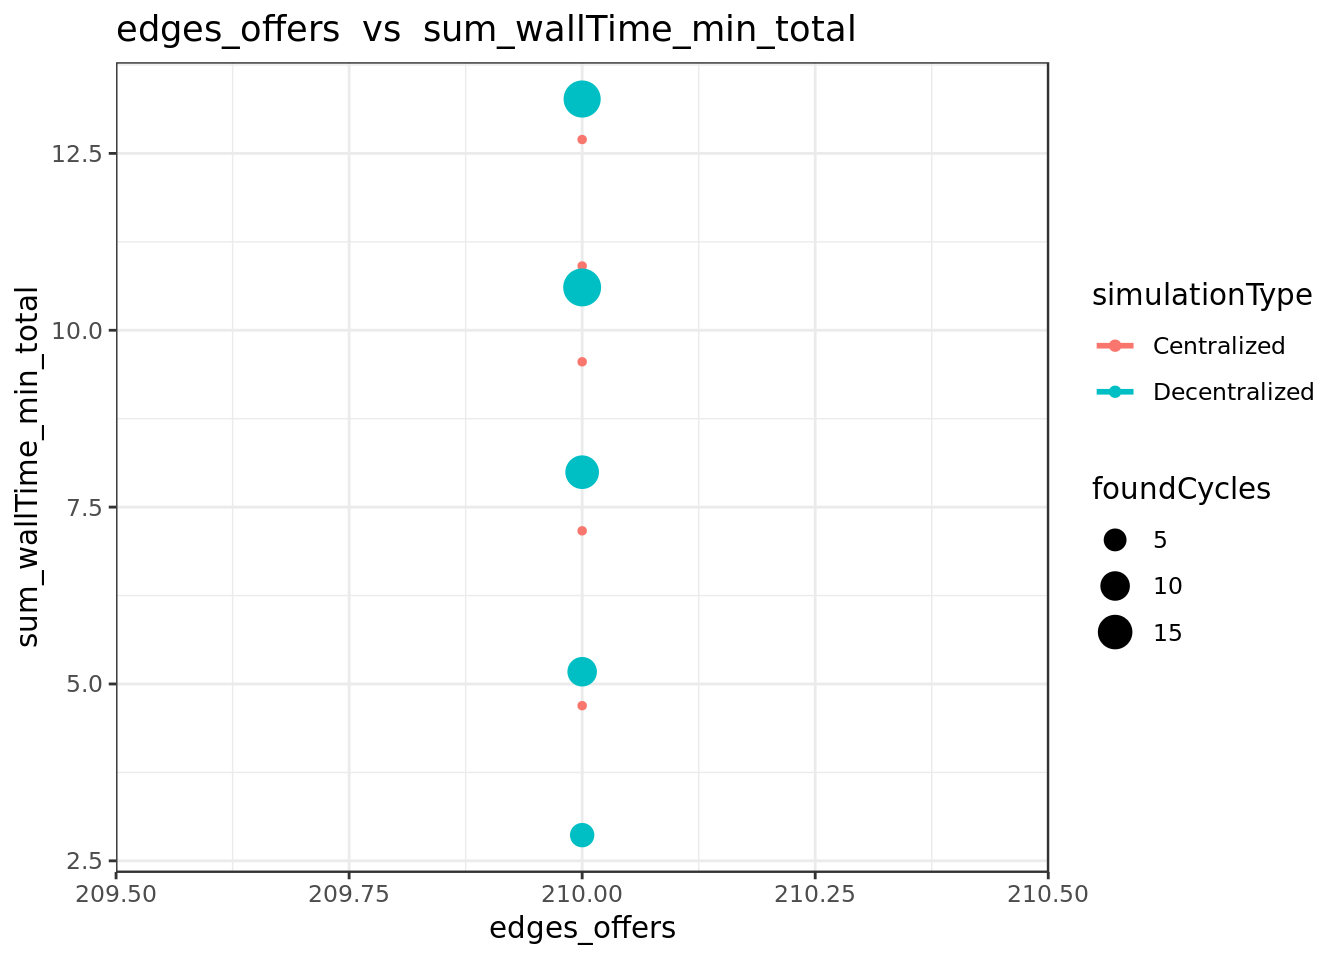 edges_offers  vs  sum_wallTime_min_total
sum_wallTime_min_total
12.5
10.0
7.5
5.0
2.5
209.50
209.75
210.00
210.25
210.50
edges_offers
simulationType
Centralized
Decentralized
foundCycles
5
10
15